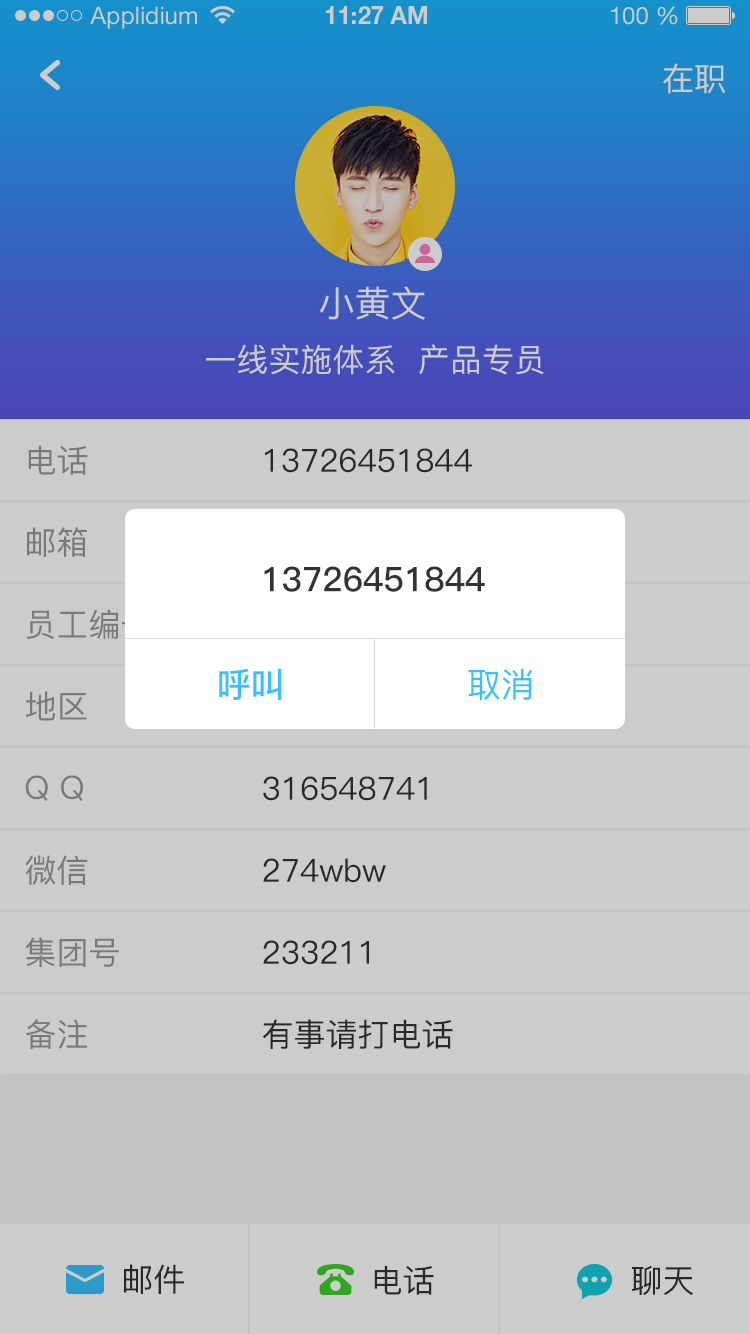 Applidium 11:27 AM 100 %
在职
小黄文
一线实施体系 产品专员
电话 13726451844
邮箱
13726451844
员工编
呼叫 取消
地区
Q Q 316548741
微信 274wbw
集团号 233211
备注 有事请打电话
邮件 电话 聊天